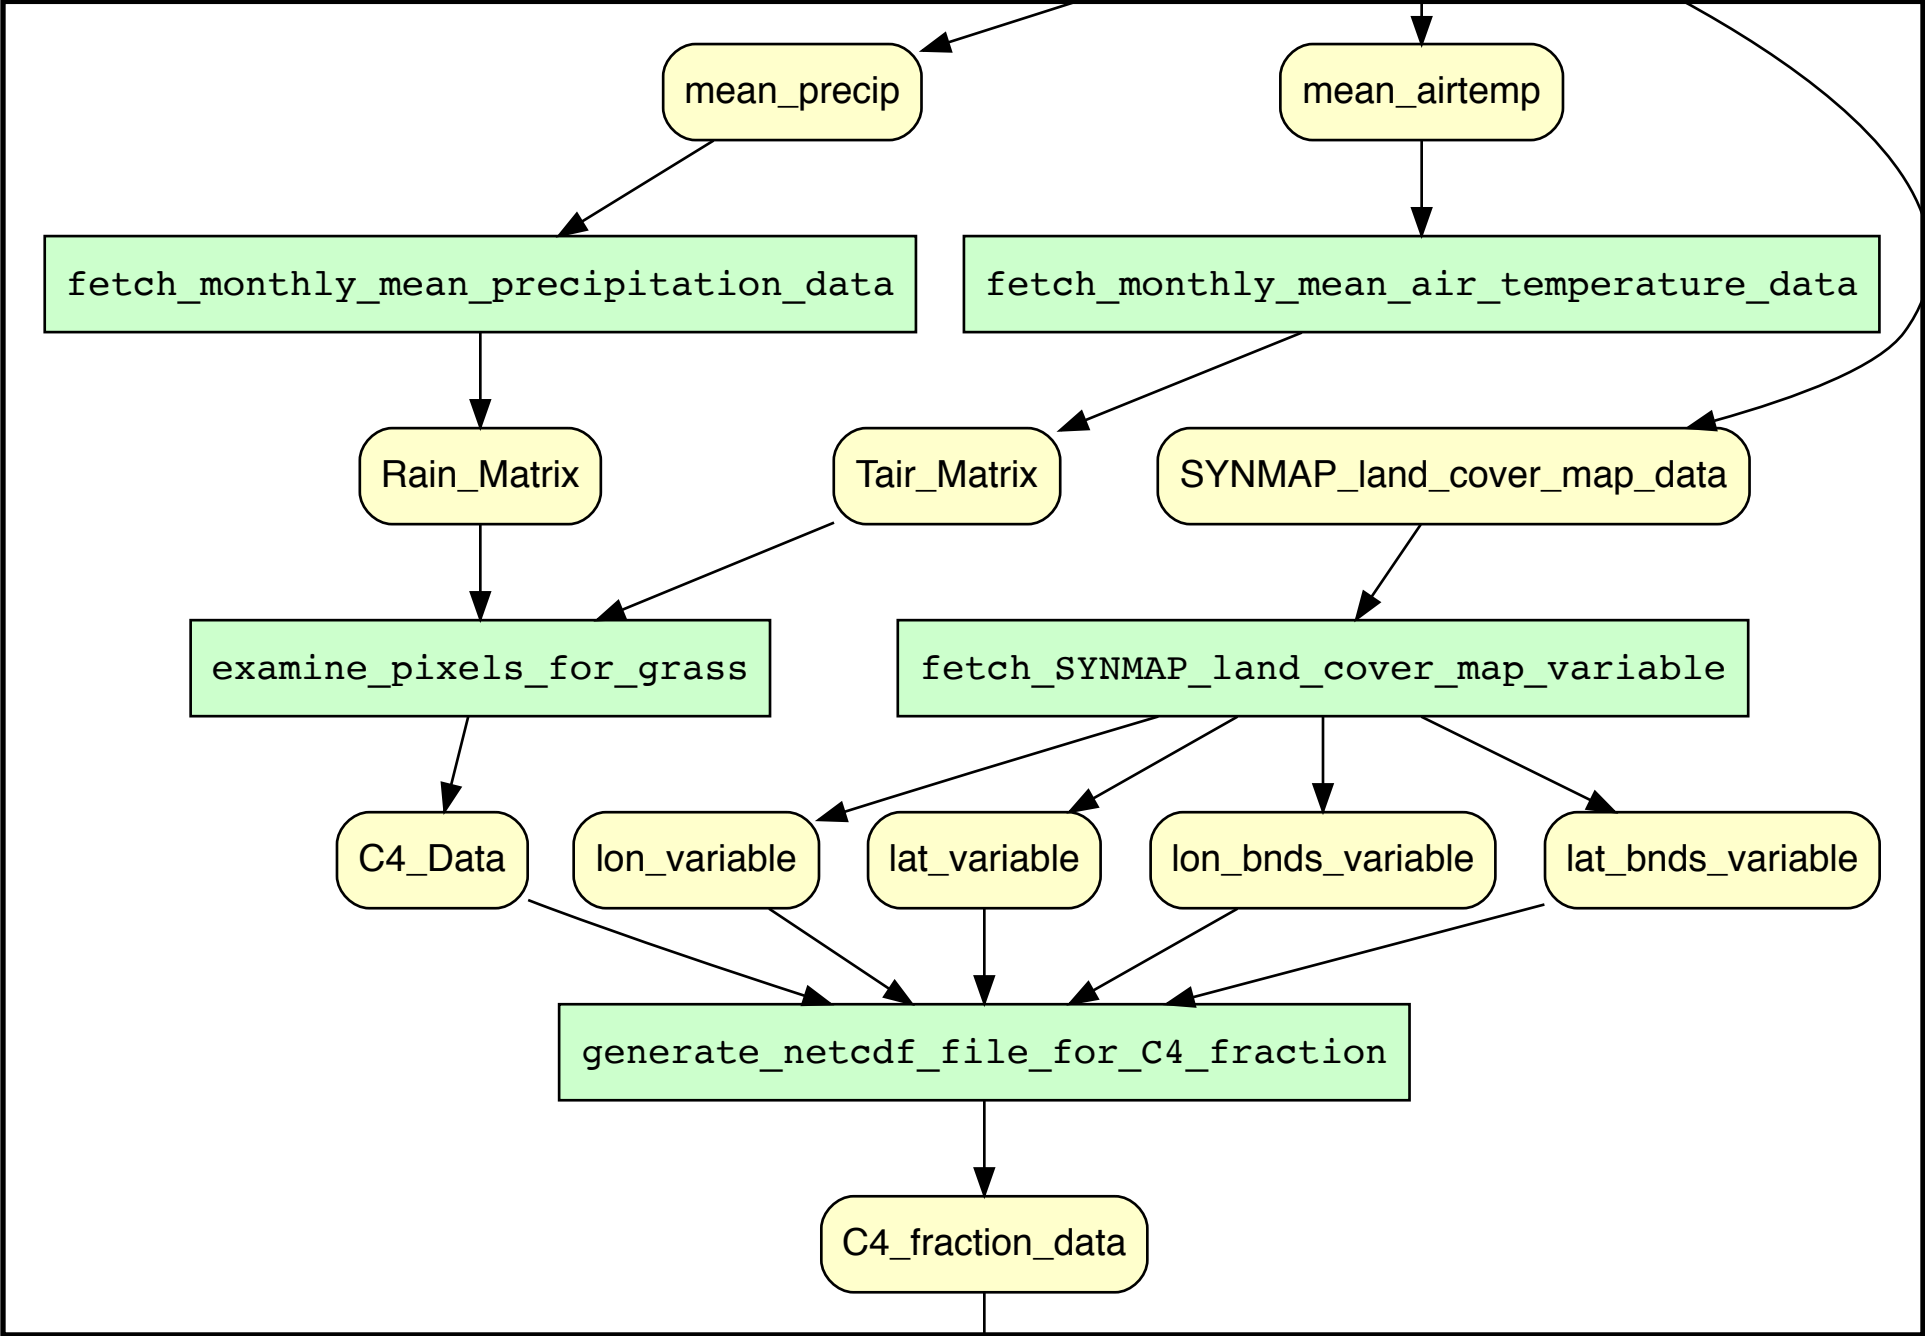 mean_precip
mean_airtemp
fetch_monthly_mean_precipitation_data
fetch_monthly_mean_air_temperature_data
Rain_Matrix
Tair_Matrix
SYNMAP_land_cover_map_data
examine_pixels_for_grass
fetch_SYNMAP_land_cover_map_variable
C4_Data
lon_variable
lat_variable
lon_bnds_variable
lat_bnds_variable
generate_netcdf_file_for_C4_fraction
C4_fraction_data